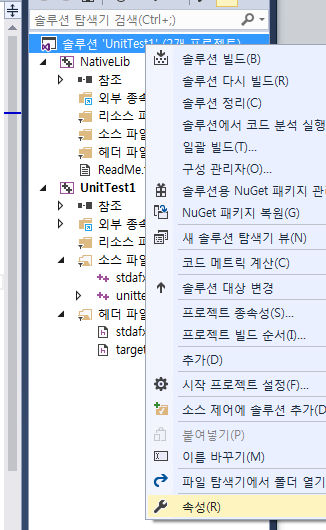 솔루션 탐색기 검색(Ctrl+;)
솔루션 'UnitTest1' (2개 프로젝트)
NativeLib
참조
외부 종속
리소스 파
소스 파일
헤더 파일
ReadMe.
UnitTest1
참조
외부 종속
리소스 파
소스 파일
stdafx
unitte
헤더 파일
stdafx
target
솔루션 빌드(B)
솔루션 다시 빌드(R)
솔루션 정리(C)
솔루션에서 코드 분석 실행
일괄 빌드(T)...
구성 관리자(O)...
솔루션용 NuGet 패키지 관리
NuGet 패키지 복원(G)
새 솔루션 탐색기 뷰(N)
코드 메트릭 계산(C)
솔루션 대상 변경
프로젝트 종속성(S)...
프로젝트 빌드 순서(I)...
추가(D)
시작 프로젝트 설정(F)...
소스 제어에 솔루션 추가(D
붙여넣기(P)
이름 바꾸기(M)
파일 탐색기에서 폴더 열기
속성(R)